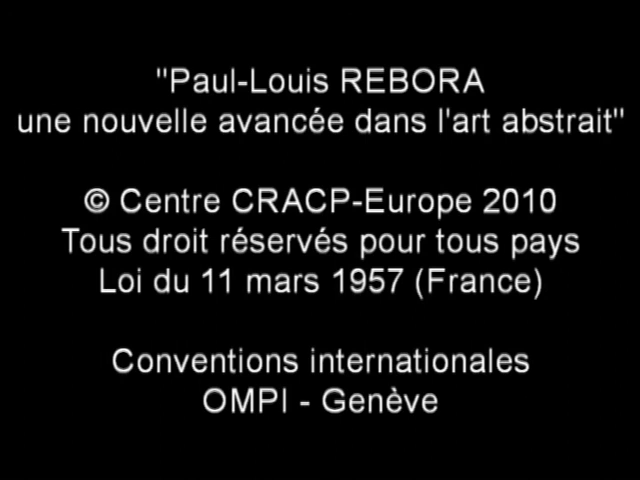 "Paul-Louis REBORA
une nouvelle avancée dans l'art abstrait"
© Centre CRACP-Europe 2010
Tous droit réservés pour tous pays
Loi du 11 mars 1957 (France)
Conventions internationales
OMPI - Genève